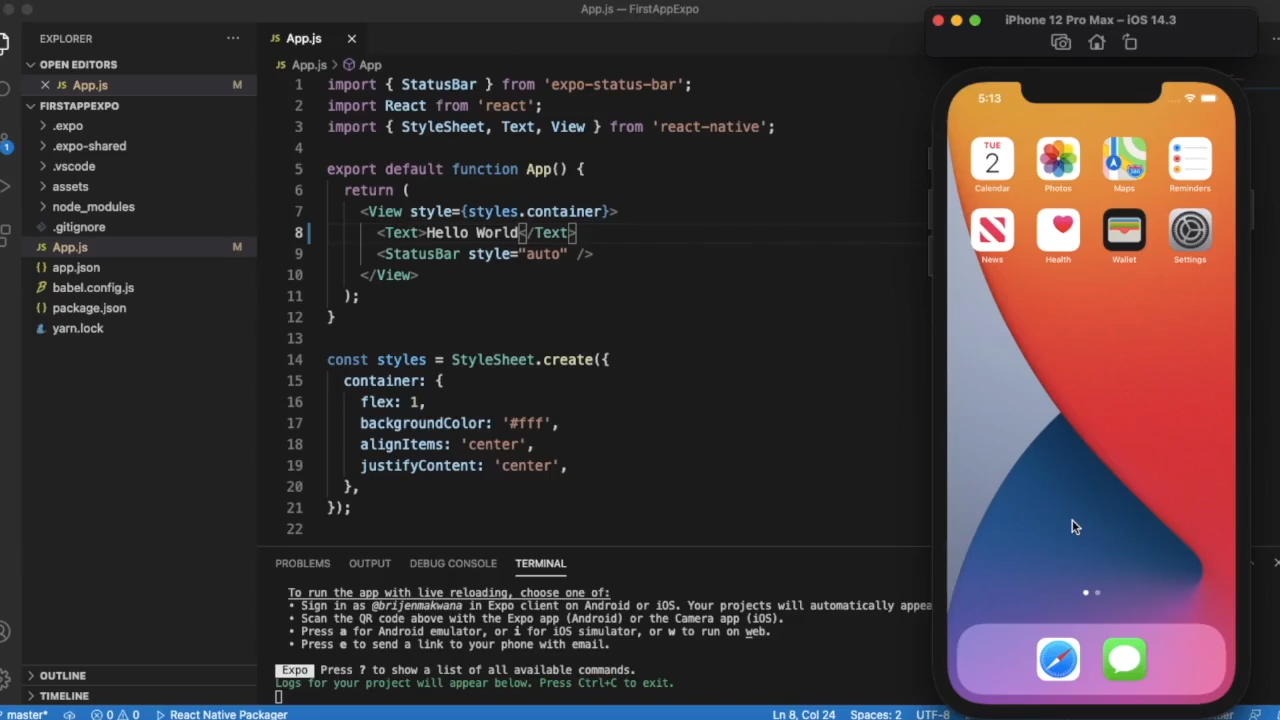 App.js — FirstAppExpo
EXPLORER
OPEN EDITORS
App.js M
FIRSTAPPEXPO
.expo
.expo-shared
.vscode
assets
node_modules
.gitignore
App.js M
app.json
babel.config.js
package.json
yarn.lock
OUTLINE
TIMELINE
1
JS App.js
JS App.js > App
1 import { StatusBar } from 'expo-status-bar';
2 import React from 'react';
3 import { StyleSheet, Text, View } from 'react-native';
4
5 export default function App() {
6 return (
7 <View style={styles.container}>
8 <Text>Hello World</Text>
9 <StatusBar style="auto" />
10 </View>
11 );
12 }
13
14 const styles = StyleSheet.create({
15 container: {
16 flex: 1,
17 backgroundColor: '#fff',
18 alignItems: 'center',
19 justifyContent: 'center',
20 },
21 });
22
PROBLEMS OUTPUT DEBUG CONSOLE TERMINAL
To run the app with live reloading, choose one of:
• Sign in as @brijenmakwana in Expo client on Android or iOS. Your projects will automatically appea
• Scan the QR code above with the Expo app (Android) or the Camera app (iOS).
• Press a for Android emulator, or i for iOS simulator, or w to run on web.
• Press e to send a link to your phone with email.
Expo Press ? to show a list of all available commands.
Logs for your project will appear below. Press Ctrl+C to exit.
master* 0 0 React Native Packager Ln 8, Col 24 Spaces: 2 UTF-8
iPhone 12 Pro Max – iOS 14.3
5:13
TUE
2
280
Calendar Photos Maps Reminders
News Health Wallet Settings